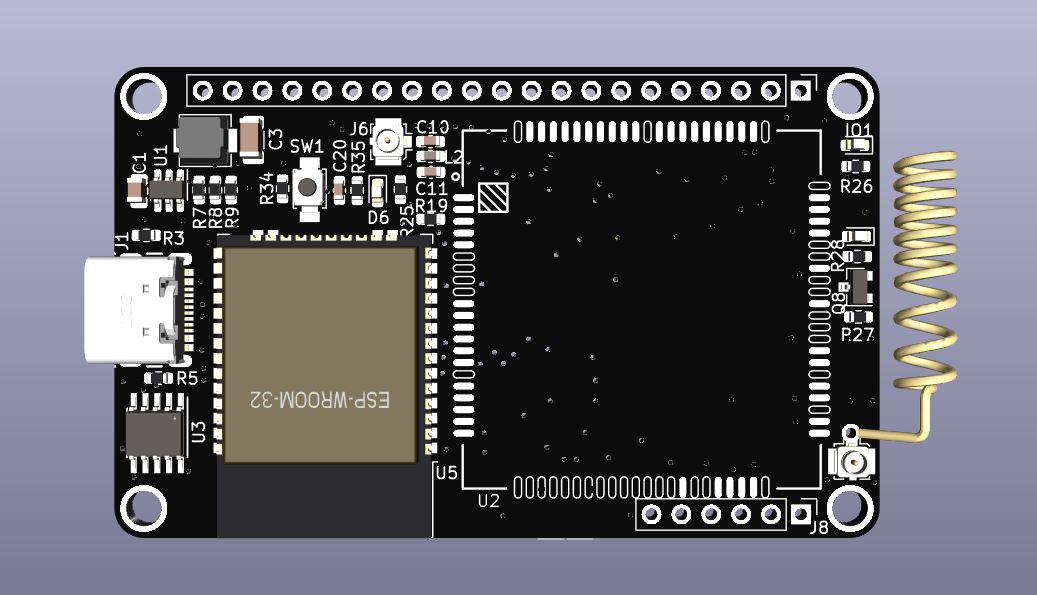 J6
C10
IO1
SW1
C20
R35
L2
C3
U1
C1
C11
R19
R26
R34
D6
R25
R7
R8
R9
J1
R3
R28
Q8
P27
R5
ESP-WROOM-32
U3
U5
U2
J8